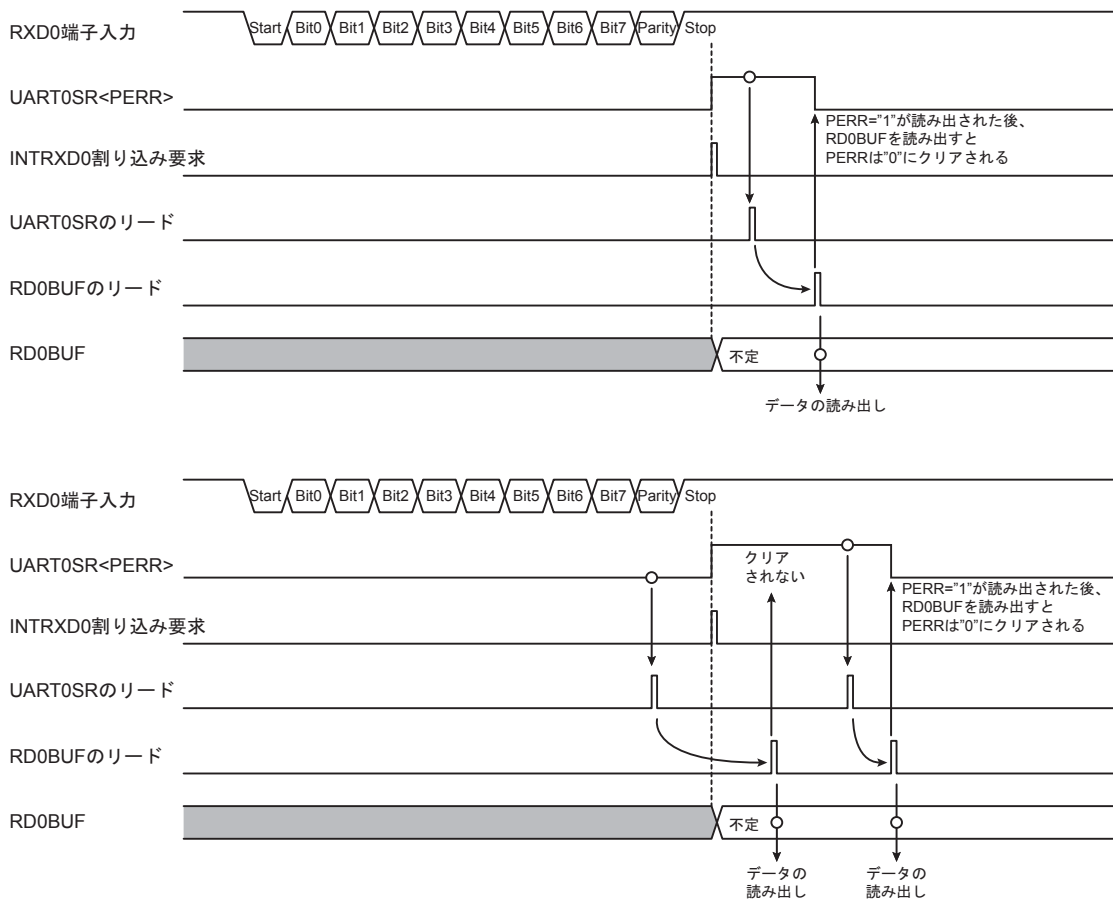 RXD0端子入力
Start Bit0 Bit1 Bit2 Bit3 Bit4 Bit5 Bit6 Bit7 Parity Stop
UART0SR<PERR>
PERR="1"が読み出された後、
RD0BUFを読み出すと
PERRは"0"にクリアされる
INTRXD0割り込み要求
UART0SRのリード
RD0BUFのリード
RD0BUF
不定
データの読み出し
RXD0端子入力
Start Bit0 Bit1 Bit2 Bit3 Bit4 Bit5 Bit6 Bit7 Parity Stop
UART0SR<PERR>
クリア
されない
PERR="1"が読み出された後、
RD0BUFを読み出すと
PERRは"0"にクリアされる
INTRXD0割り込み要求
UART0SRのリード
RD0BUFのリード
RD0BUF
不定
データの
読み出し
データの
読み出し